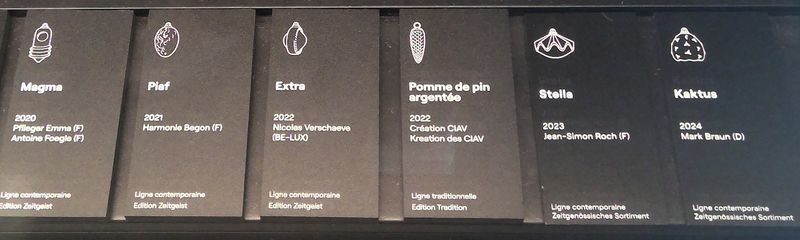 Magma
2020
Pflieger Emma (F)
Antoine Foegle (F)
Ligne contemporaine
Edition Zeitgeist
Piaf
2021
Harmonie Begon (F)
Ligne contemporaine
Edition Zeitgeist
Extra
2022
Nicolas Verschaeve
(BE-LUX)
Ligne contemporaine
Edition Zeitgeist
Pomme de pin
argentée
2022
Création CIAV
Kreation des CIAV
Ligne traditionnelle
Edition Tradition
Stella
2023
Jean-Simon Roch (F)
Ligne contemporaine
Zeitgenössisches Sortiment
Kaktus
2024
Mark Braun (D)
Ligne contemporaine
Zeitgenössisches Sortiment